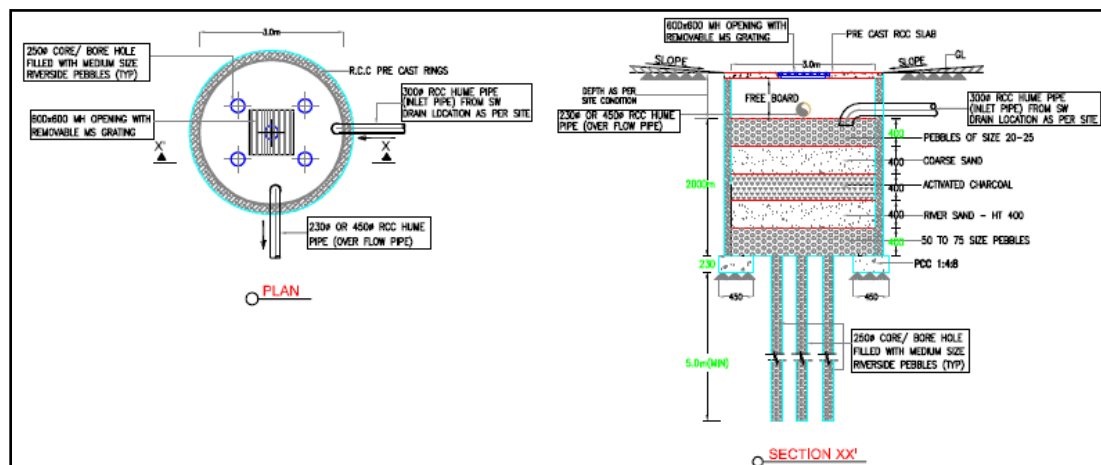 3.0m
250ø CORE/ BORE HOLE
FILLED WITH MEDIUM SIZE
RIVERSIDE PEBBLES (TYP)
R.C.C PRE CAST RINGS
300ø RCC HUME PIPE
(INLET PIPE) FROM SW
DRAIN LOCATION AS PER SITE
600x600 MH OPENING WITH
REMOVABLE MS GRATING
X'
X
230ø OR 450ø RCC HUME
PIPE (OVER FLOW PIPE)
PLAN
600x600 MH OPENING WITH
REMOVABLE MS GRATING
PRE CAST RCC SLAB
SLOPE
3.0m
SLOPE
GL
DEPTH AS PER
SITE CONDITION
FREE BOARD
300ø RCC HUME PIPE
(INLET PIPE) FROM SW
DRAIN LOCATION AS PER SITE
230ø OR 450ø RCC HUME
PIPE (OVER FLOW PIPE)
400
PEBBLES OF SIZE 20-25
400
COARSE SAND
2000m
400
ACTIVATED CHARCOAL
400
RIVER SAND - HT 400
400
50 TO 75 SIZE PEBBLES
230
PCC 1:4:8
450
450
250ø CORE/ BORE HOLE
FILLED WITH MEDIUM SIZE
RIVERSIDE PEBBLES (TYP)
5.0m(MIN)
SECTION XX'